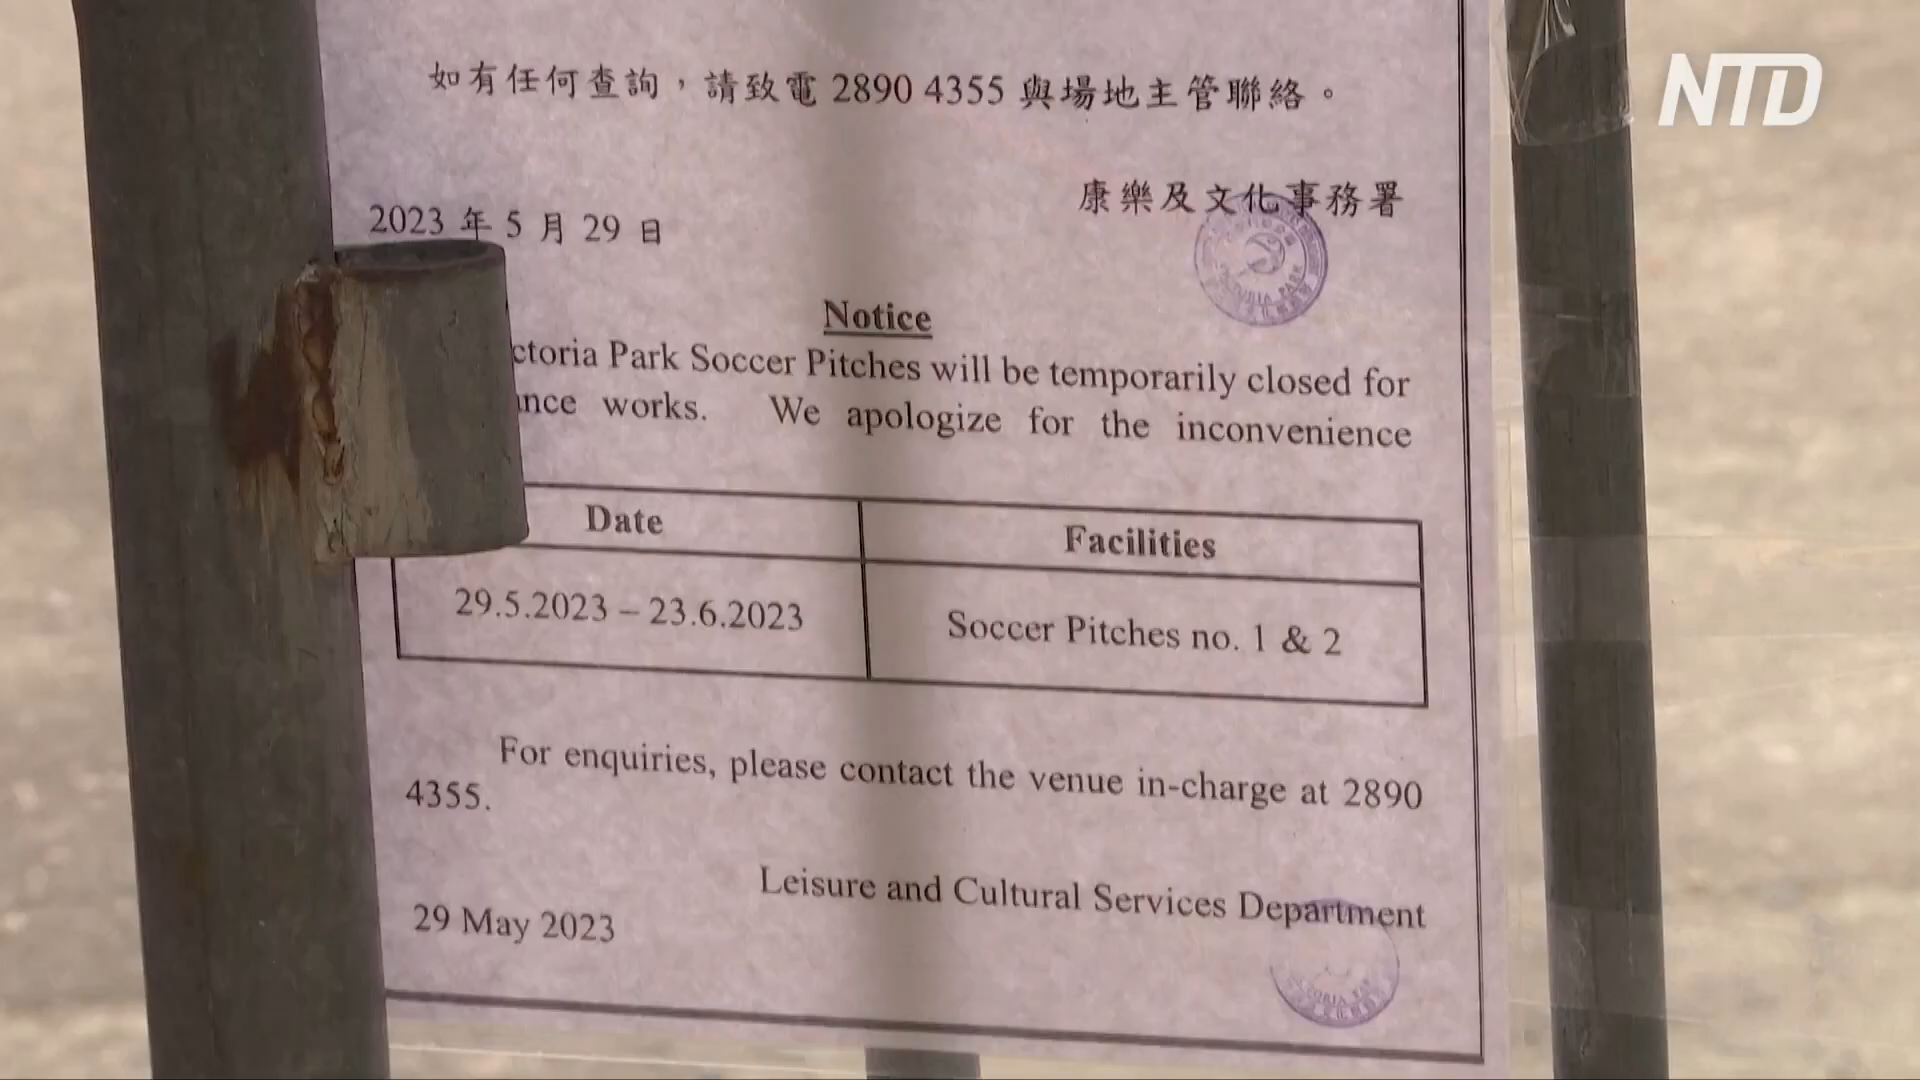 如有任何查詢，請致電 2890 4355 與場地主管聯絡。
NTD
康樂及文化事務署
2023 年 5 月 29 日
VICTORIA PARK
Notice
ctoria Park Soccer Pitches will be temporarily closed for
ance works. We apologize for the inconvenience
Date Facilities
29.5.2023 – 23.6.2023 Soccer Pitches no. 1 & 2
For enquiries, please contact the venue in-charge at 2890
4355.
Leisure and Cultural Services Department
29 May 2023